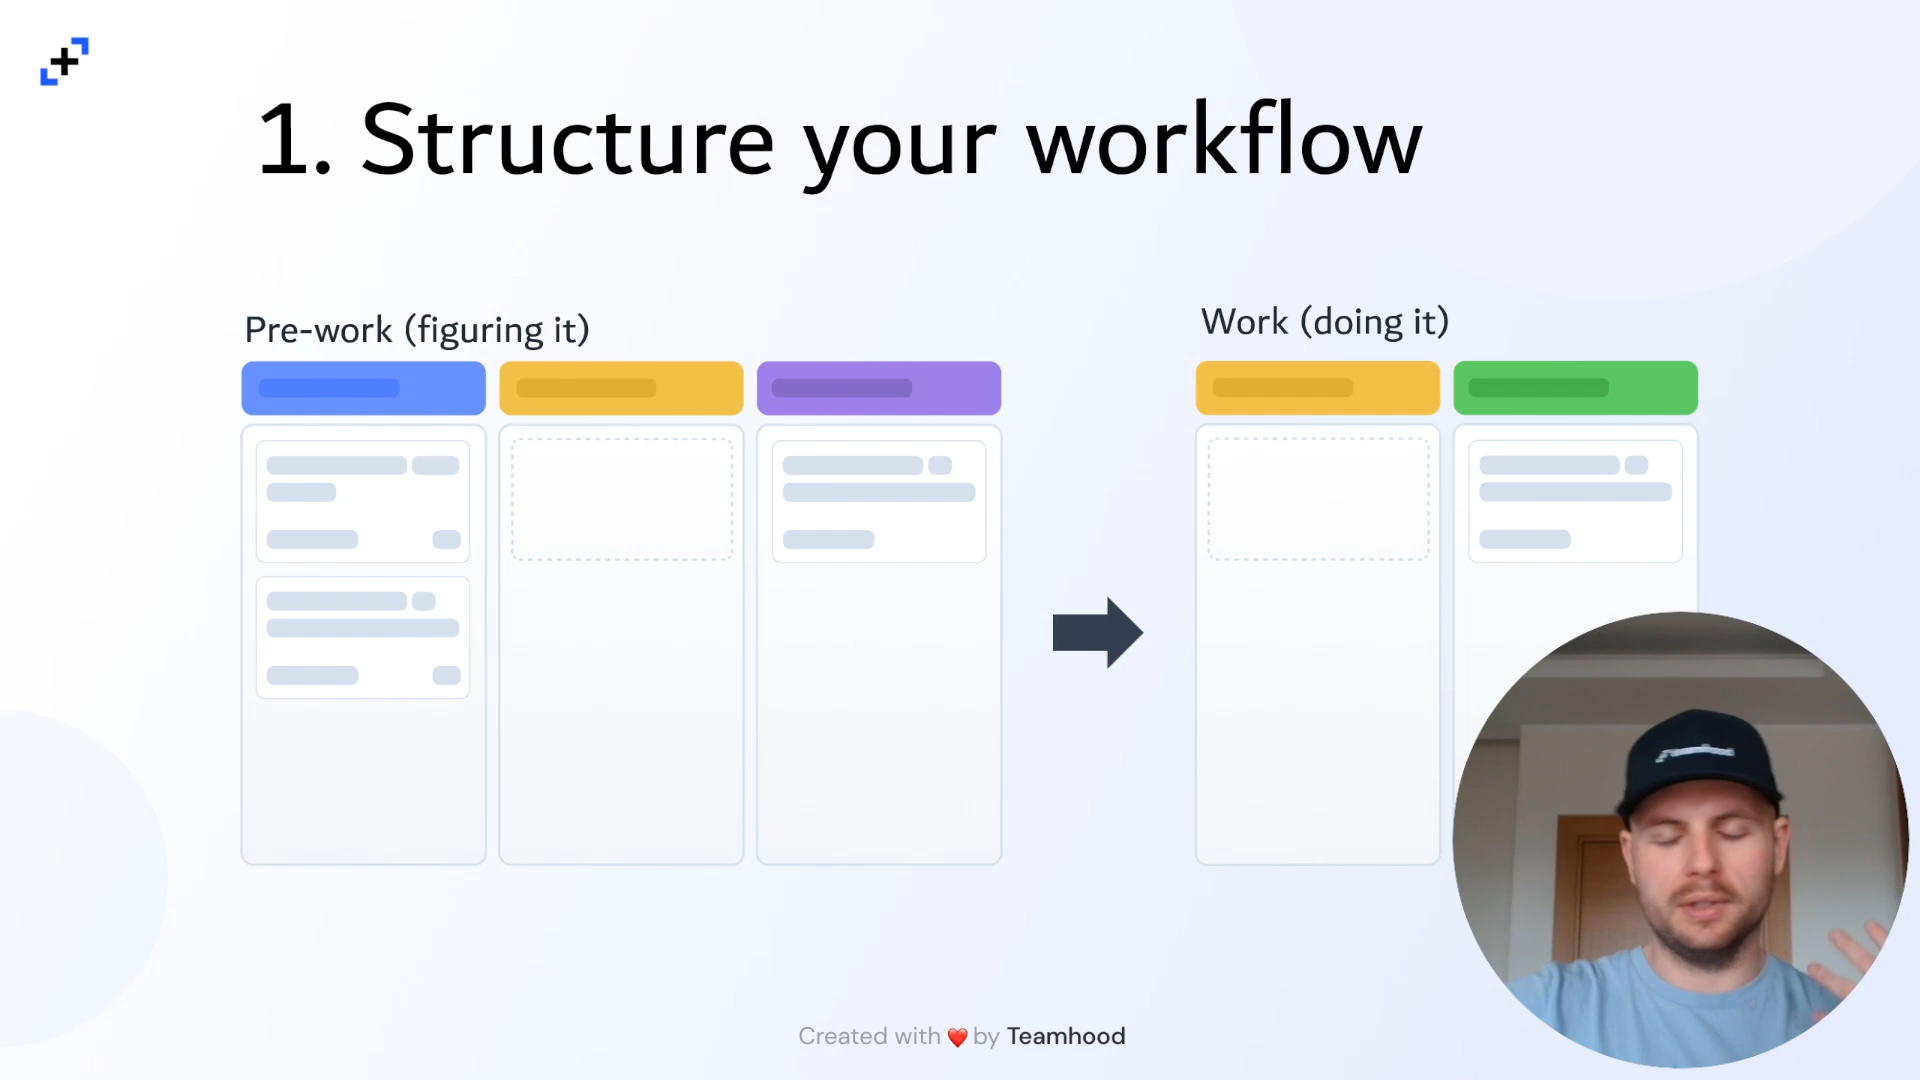 1. Structure your workflow
Pre-work (figuring it)
Work (doing it)
Created with ❤️ by Teamhood